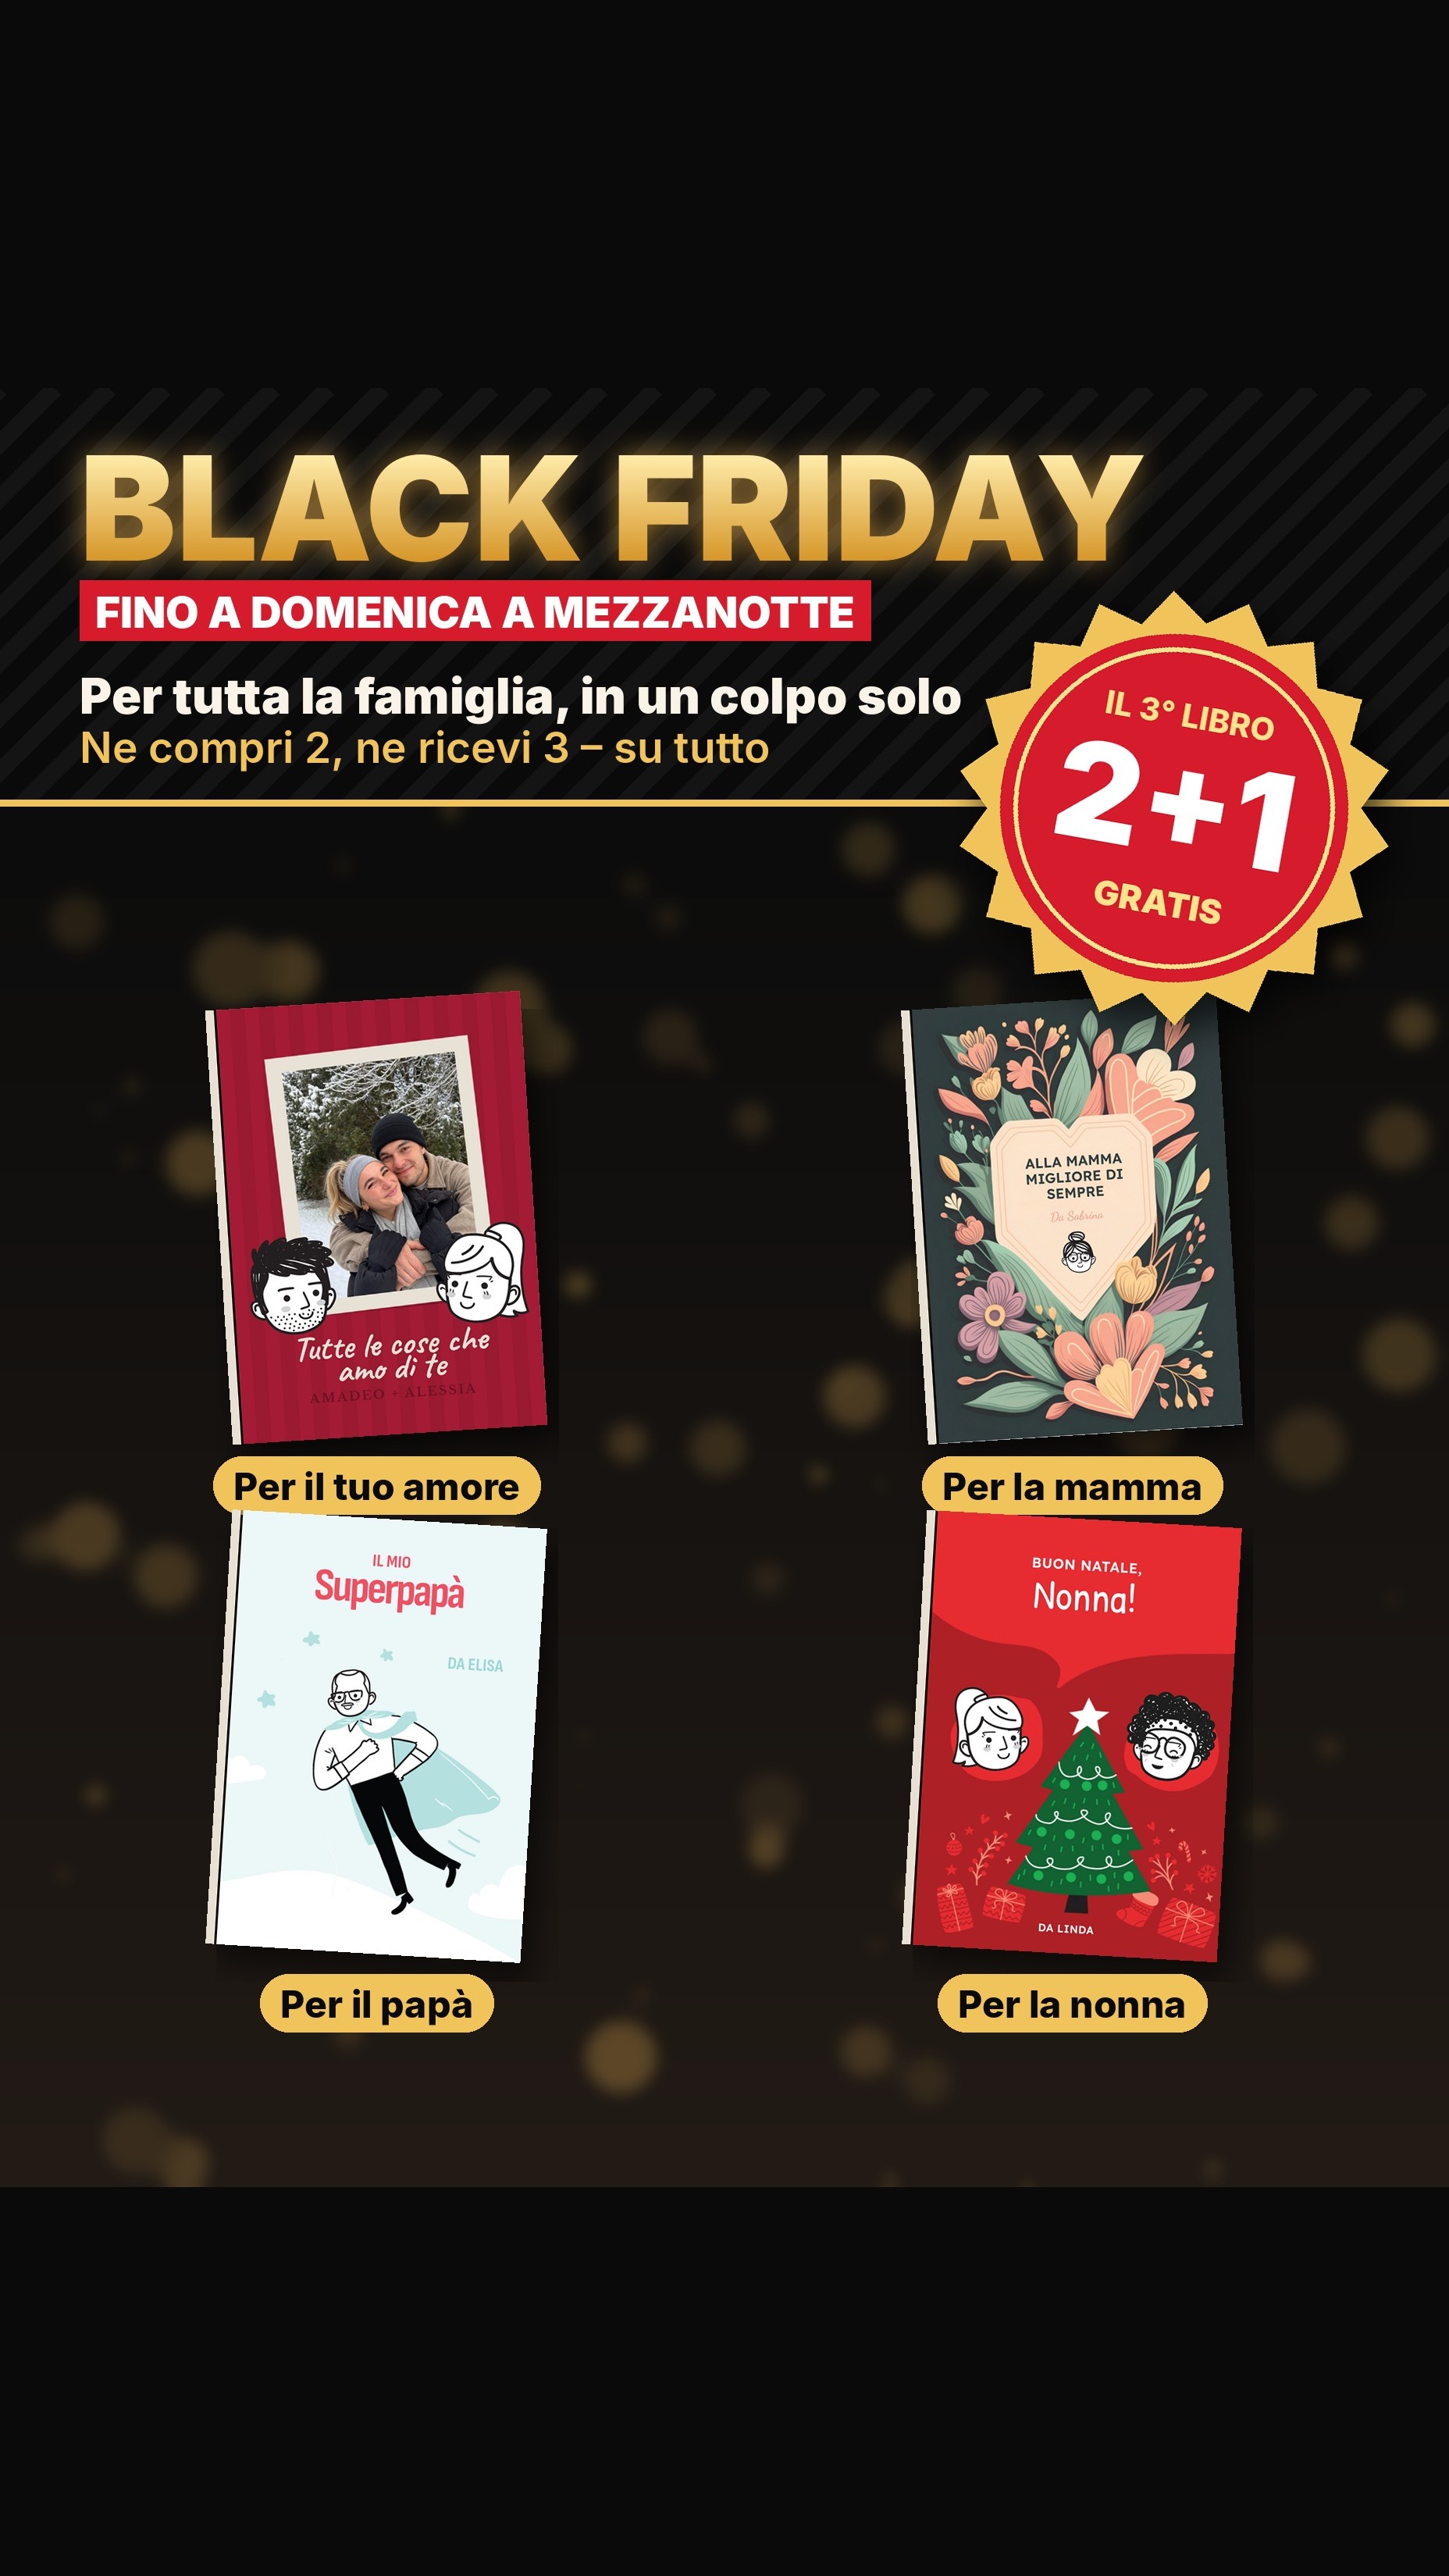 BLACK FRIDAY
FINO A DOMENICA A MEZZANOTTE
Per tutta la famiglia, in un colpo solo
Ne compri 2, ne ricevi 3 – su tutto
IL 3° LIBRO
2+1
GRATIS
Tutte le cose che
amo di te
AMADEO + ALESSIA
Per il tuo amore
ALLA MAMMA
MIGLIORE DI
SEMPRE
Da Sabrina
Per la mamma
IL MIO
Superpapà
DA ELISA
Per il papà
BUON NATALE,
Nonna!
DA LINDA
Per la nonna